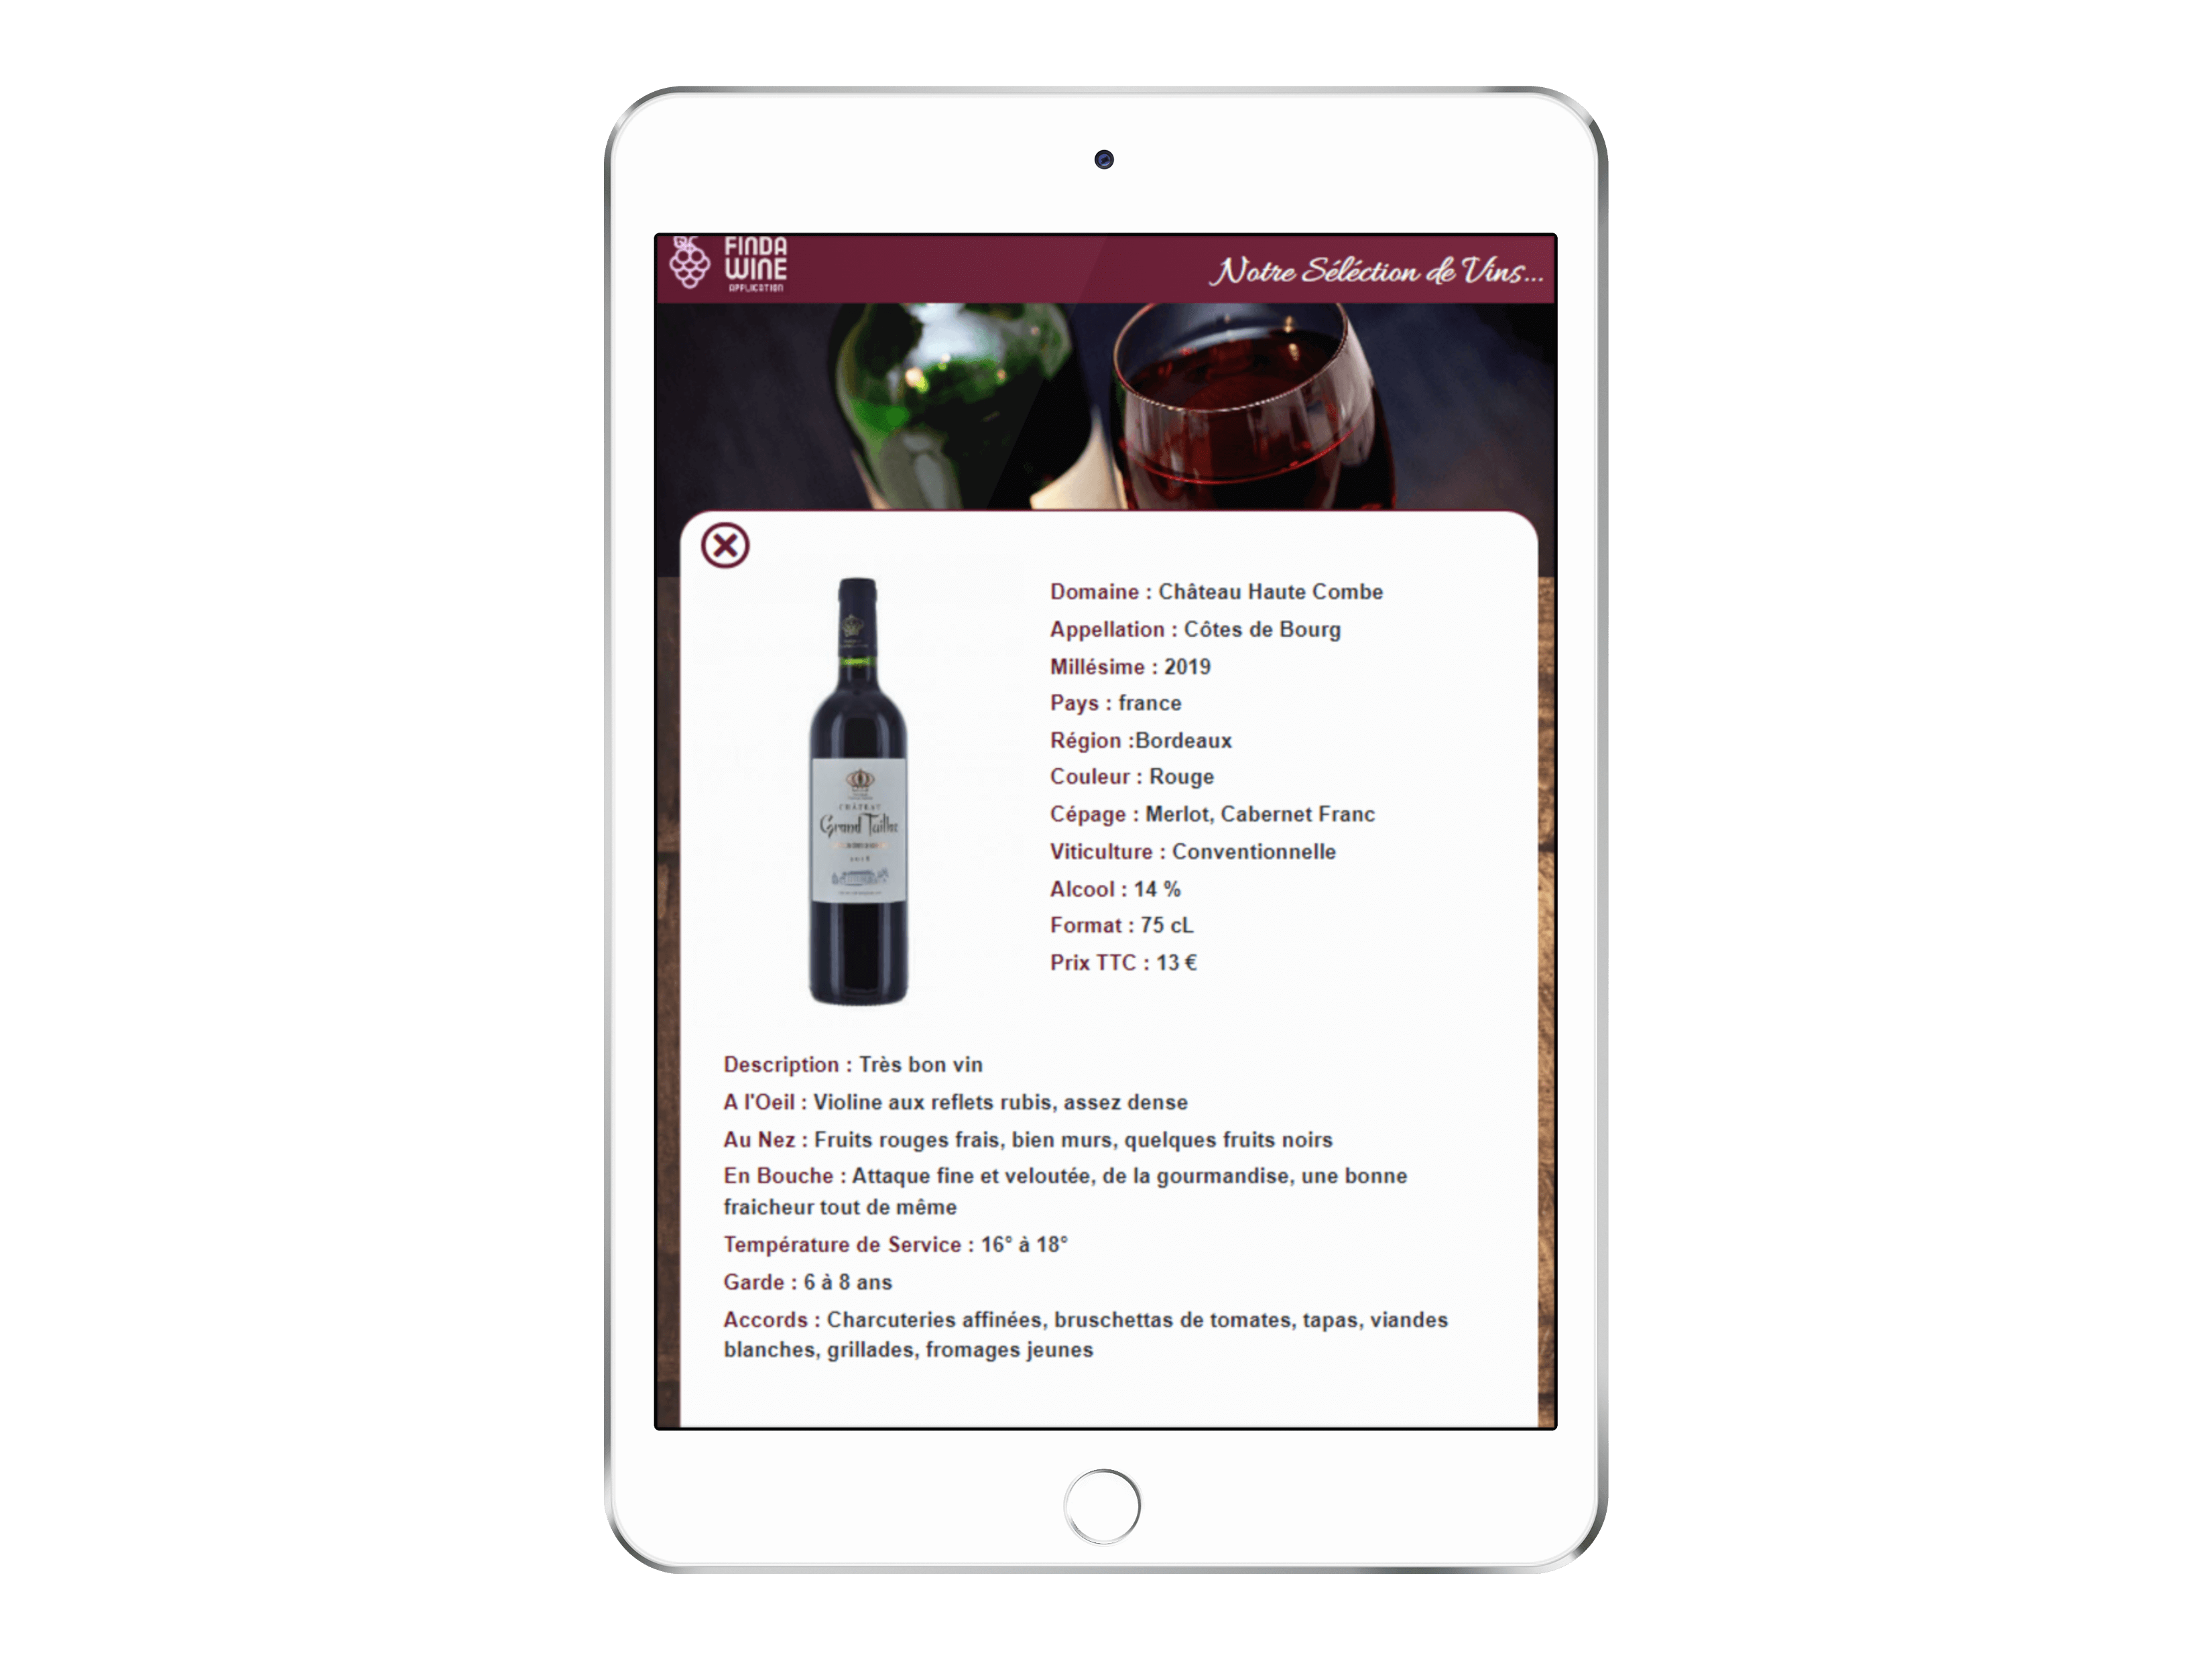 FINDA
WINE
APPLICATION
Notre Séléction de Vins...
Domaine : Château Haute Combe
Appellation : Côtes de Bourg
Millésime : 2019
Pays : france
Région :Bordeaux
Couleur : Rouge
Cépage : Merlot, Cabernet Franc
Viticulture : Conventionnelle
Alcool : 14 %
Format : 75 cL
Prix TTC : 13 €
CHÂTEAU
Grand Taillac
Description : Très bon vin
A l'Oeil : Violine aux reflets rubis, assez dense
Au Nez : Fruits rouges frais, bien murs, quelques fruits noirs
En Bouche : Attaque fine et veloutée, de la gourmandise, une bonne
fraicheur tout de même
Température de Service : 16° à 18°
Garde : 6 à 8 ans
Accords : Charcuteries affinées, bruschettas de tomates, tapas, viandes
blanches, grillades, fromages jeunes